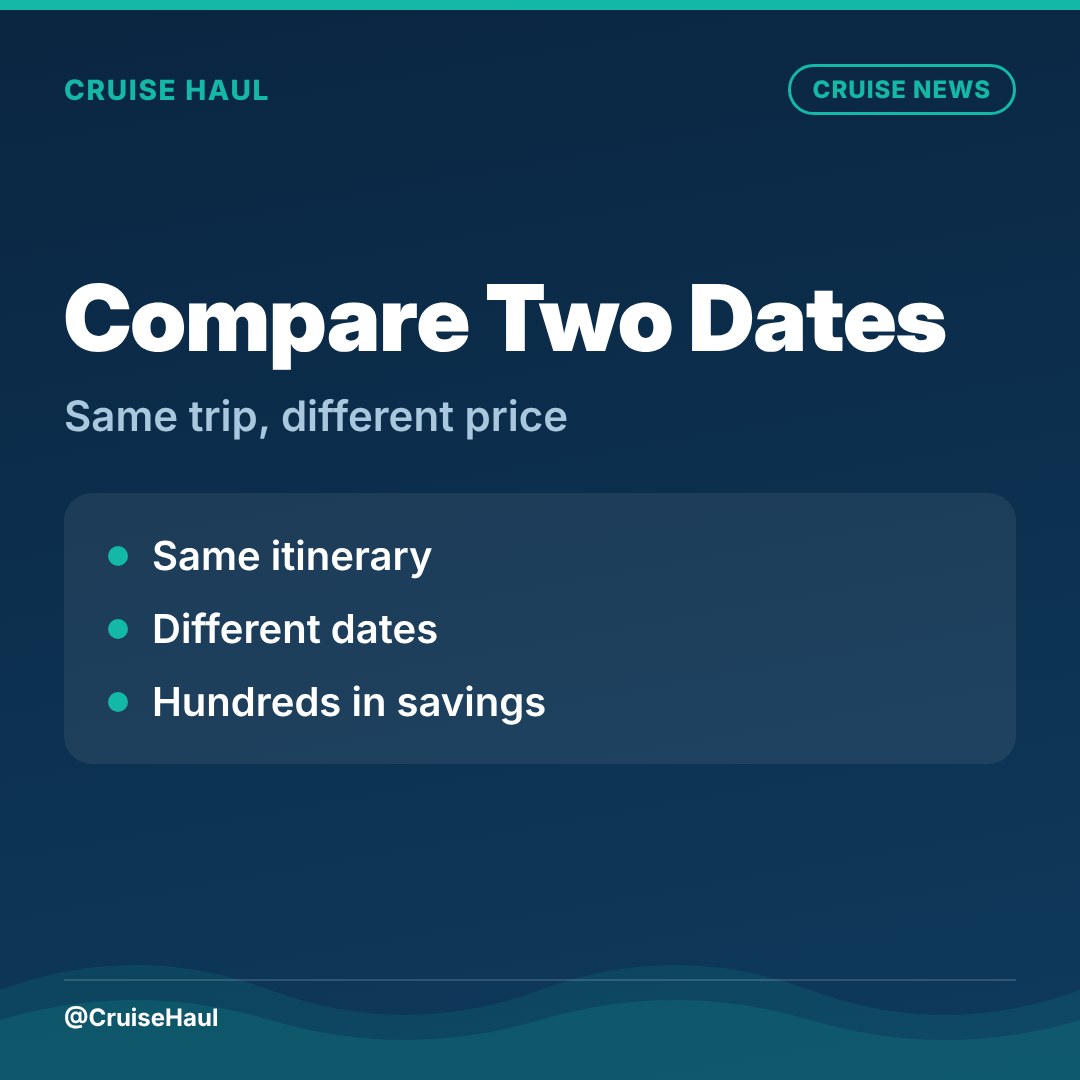 CRUISE HAUL
CRUISE NEWS
Compare Two Dates
Same trip, different price
Same itinerary
Different dates
Hundreds in savings
@CruiseHaul